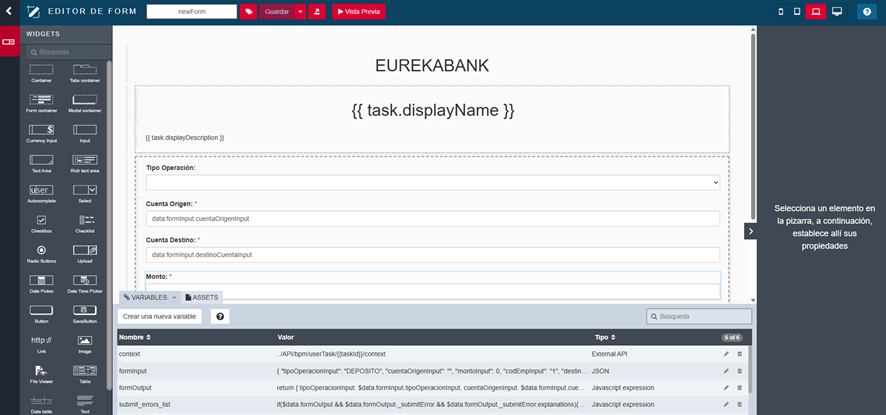 EDITOR DE FORM
newForm
Guardar
Vista Previa
WIDGETS
Búsqueda
Container
Tabs container
Form container
Modal container
Currency Input
Input
Text Area
Rich text area
user
Autocomplete
Select
Checkbox
Checklist
Radio Buttons
Upload
Date Picker
Date Time Picker
Button
SaveButton
http://
Link
Image
File Viewer
Table
Data table
Text
EUREKABANK
{{ task.displayName }}
{{ task.displayDescription }}
Tipo Operación:
Cuenta Origen: *
data:formInput.cuentaOrigenInput
Cuenta Destino: *
data:formInput.destinoCuentaInput
Monto: *
Selecciona un elemento en
la pizarra, a continuación,
establece allí sus
propiedades
VARIABLES
ASSETS
Crear una nueva variable
?
Búsqueda
Nombre Valor Tipo 6 of 6
context ../API/bpm/userTask/{{taskId}}/context External API
formInput { "tipoOperacionInput": "DEPOSITO", "cuentaOrigenInput": "", "montoInput": 0, "codEmpInput": "1", "destin... JSON
formOutput return { tipoOperacionInput: $data.formInput.tipoOperacionInput, cuentaOrigenInput: $data.formInput.cue... Javascript expression
submit_errors_list if($data.formOutput && $data.formOutput._submitError && $data.formOutput._submitError.explanations){ ... Javascript expression